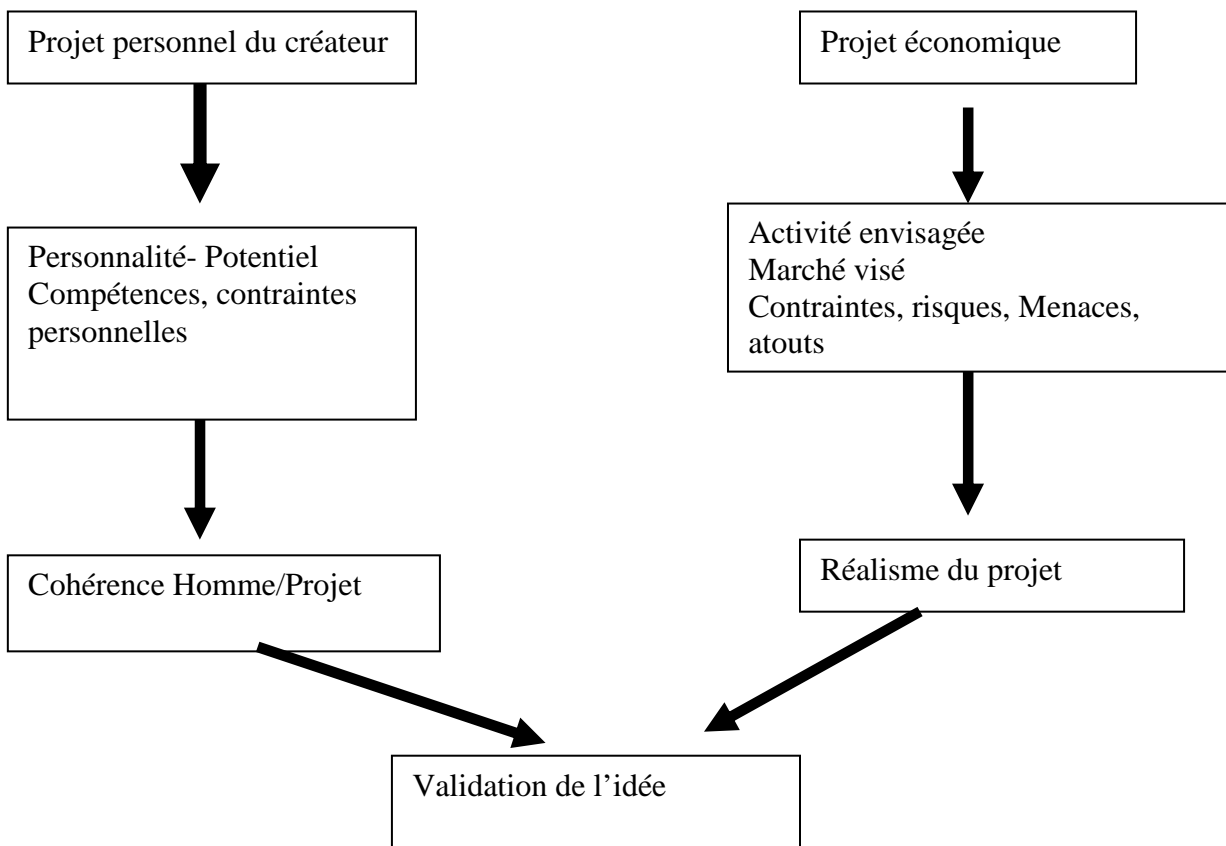 Projet personnel du créateur
Projet économique
Personnalité- Potentiel
Compétences, contraintes
personnelles
Activité envisagée
Marché visé
Contraintes, risques, Menaces,
atouts
Cohérence Homme/Projet
Réalisme du projet
Validation de l’idée